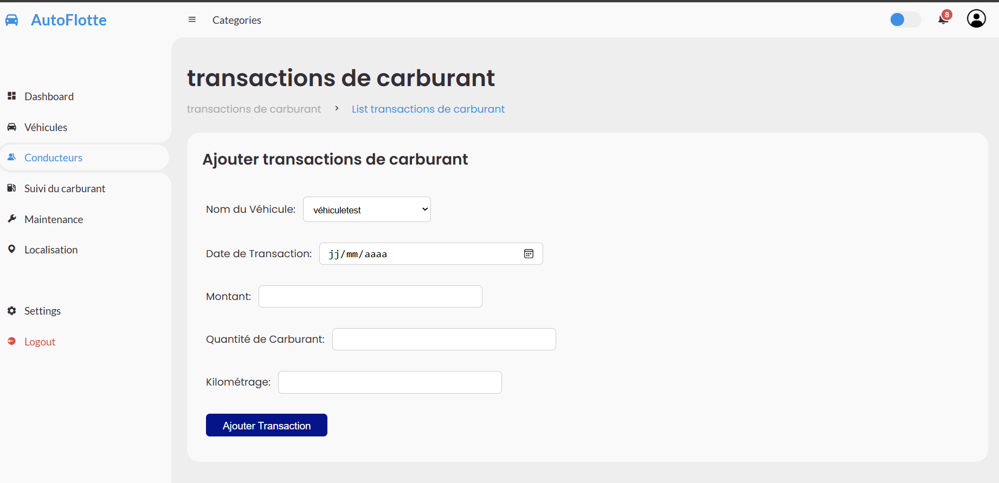 AutoFlotte
Categories
8
Dashboard
Véhicules
Conducteurs
Suivi du carburant
Maintenance
Localisation
Settings
Logout
transactions de carburant
transactions de carburant > List transactions de carburant
Ajouter transactions de carburant
Nom du Véhicule: véhiculetest
Date de Transaction: jj/mm/aaaa
Montant:
Quantité de Carburant:
Kilométrage:
Ajouter Transaction